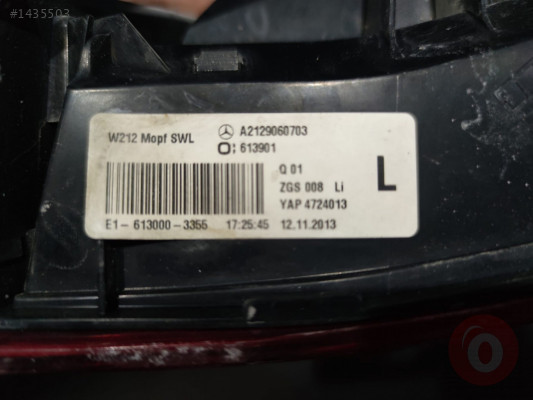 #1435503
W212 Mopf SWL
A2129060703
O: 613901
Q 01
ZGS 008 Li
L
YAP 4724013
E1-613000-3355 17:25:45 12.11.2013
O